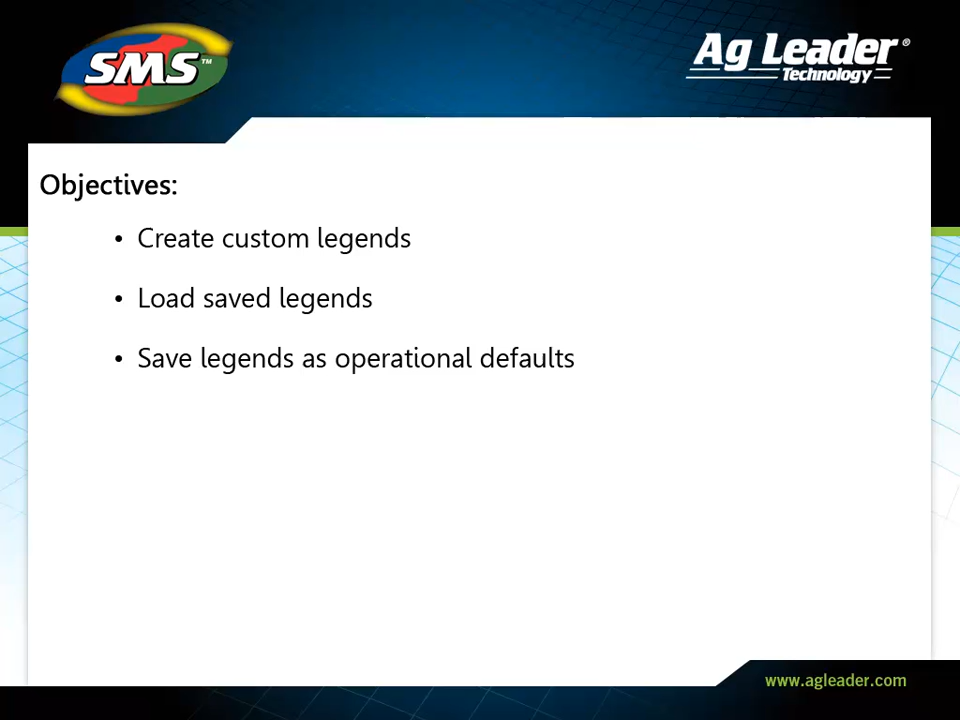 SMS™
Ag Leader®
Technology
Objectives:
• Create custom legends
• Load saved legends
• Save legends as operational defaults
www.agleader.com